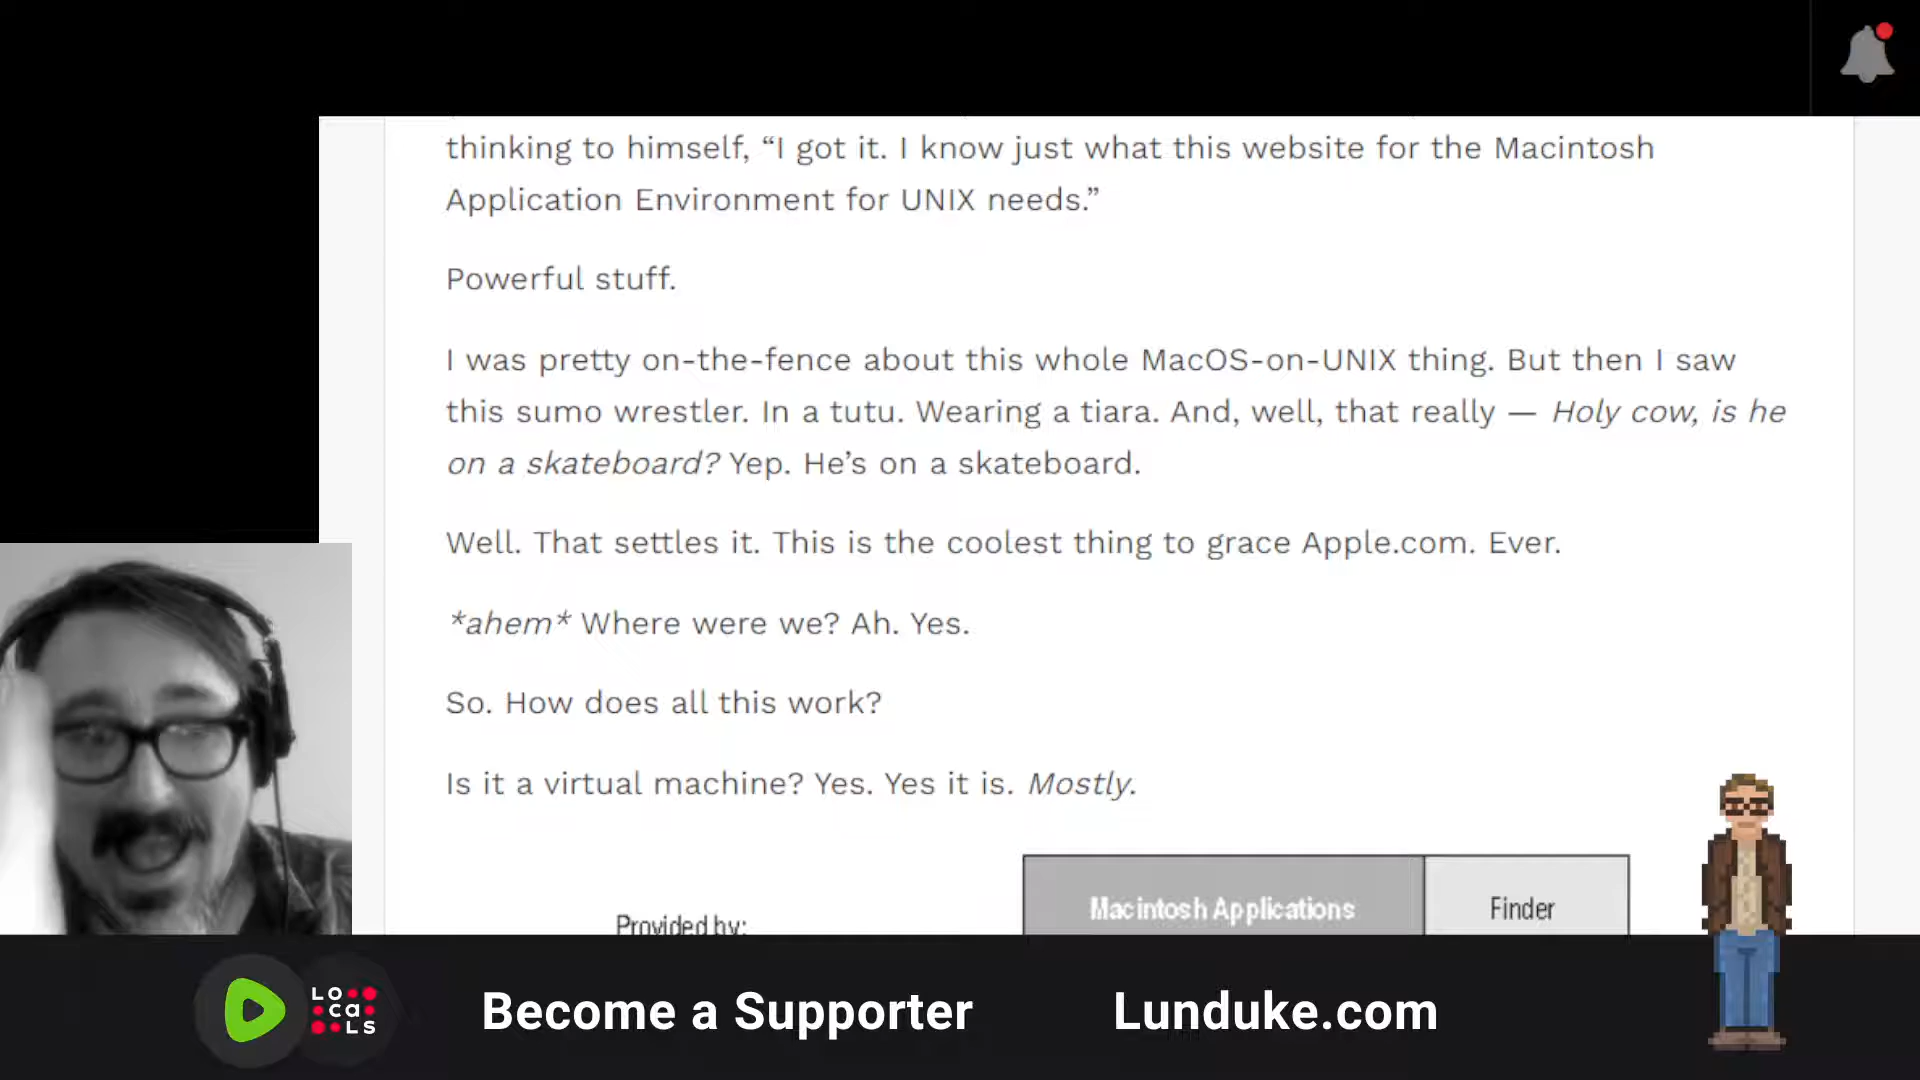 thinking to himself, “I got it. I know just what this website for the Macintosh
Application Environment for UNIX needs.”
Powerful stuff.
I was pretty on-the-fence about this whole MacOS-on-UNIX thing. But then I saw
this sumo wrestler. In a tutu. Wearing a tiara. And, well, that really — Holy cow, is he
on a skateboard? Yep. He’s on a skateboard.
Well. That settles it. This is the coolest thing to grace Apple.com. Ever.
*ahem* Where were we? Ah. Yes.
So. How does all this work?
Is it a virtual machine? Yes. Yes it is. Mostly.
Macintosh Applications
Finder
Provided by:
LOcaLS
Become a Supporter
Lunduke.com